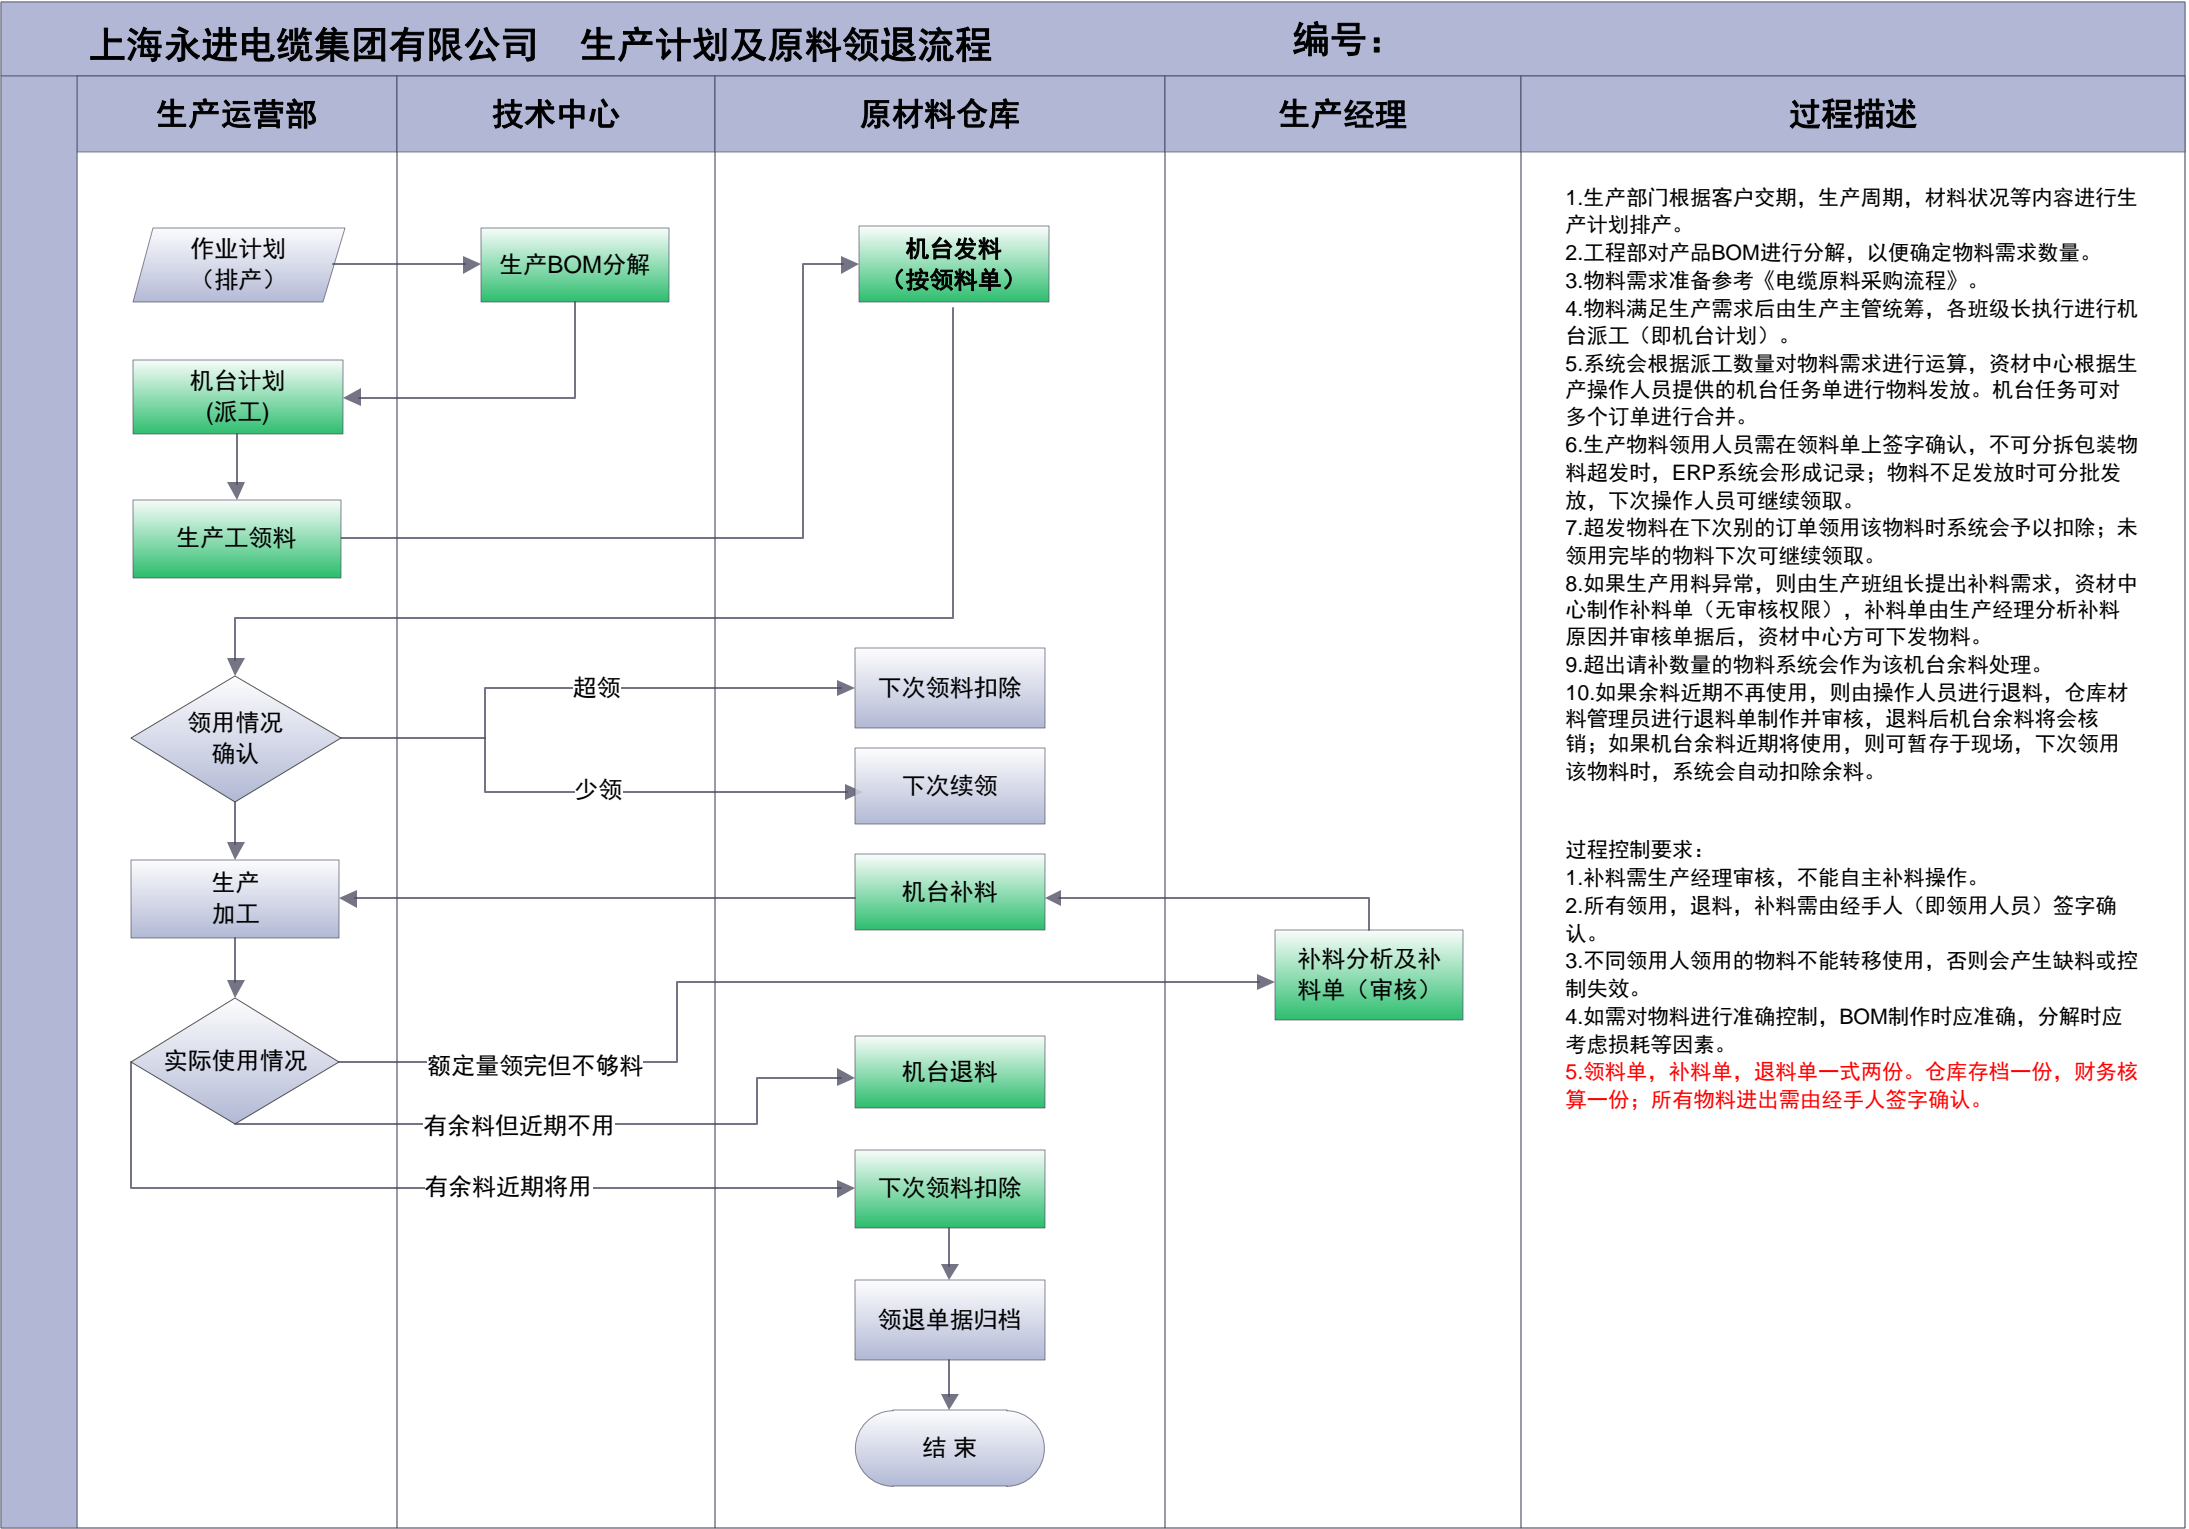 上海永进电缆集团有限公司 生产计划及原料领退流程
编号：
生产运营部
技术中心
原材料仓库
生产经理
过程描述
作业计划
（排产）
生产BOM分解
机台发料
（按领料单）
机台计划
(派工)
生产工领料
领用情况
确认
超领
下次领料扣除
少领
下次续领
生产
加工
机台补料
补料分析及补
料单（审核）
实际使用情况
额定量领完但不够料
机台退料
有余料但近期不用
有余料近期将用
下次领料扣除
领退单据归档
结 束
1.生产部门根据客户交期，生产周期，材料状况等内容进行生
产计划排产。
2.工程部对产品BOM进行分解，以便确定物料需求数量。
3.物料需求准备参考《电缆原料采购流程》。
4.物料满足生产需求后由生产主管统筹，各班级长执行进行机
台派工（即机台计划）。
5.系统会根据派工数量对物料需求进行运算，资材中心根据生
产操作人员提供的机台任务单进行物料发放。机台任务可对
多个订单进行合并。
6.生产物料领用人员需在领料单上签字确认，不可分拆包装物
料超发时，ERP系统会形成记录；物料不足发放时可分批发
放，下次操作人员可继续领取。
7.超发物料在下次别的订单领用该物料时系统会予以扣除；未
领用完毕的物料下次可继续领取。
8.如果生产用料异常，则由生产班组长提出补料需求，资材中
心制作补料单（无审核权限），补料单由生产经理分析补料
原因并审核单据后，资材中心方可下发物料。
9.超出请补数量的物料系统会作为该机台余料处理。
10.如果余料近期不再使用，则由操作人员进行退料，仓库材
料管理员进行退料单制作并审核，退料后机台余料将会核
销；如果机台余料近期将使用，则可暂存于现场，下次领用
该物料时，系统会自动扣除余料。
过程控制要求：
1.补料需生产经理审核，不能自主补料操作。
2.所有领用，退料，补料需由经手人（即领用人员）签字确
认。
3.不同领用人领用的物料不能转移使用，否则会产生缺料或控
制失效。
4.如需对物料进行准确控制，BOM制作时应准确，分解时应
考虑损耗等因素。
5.领料单，补料单，退料单一式两份。仓库存档一份，财务核
算一份；所有物料进出需由经手人签字确认。